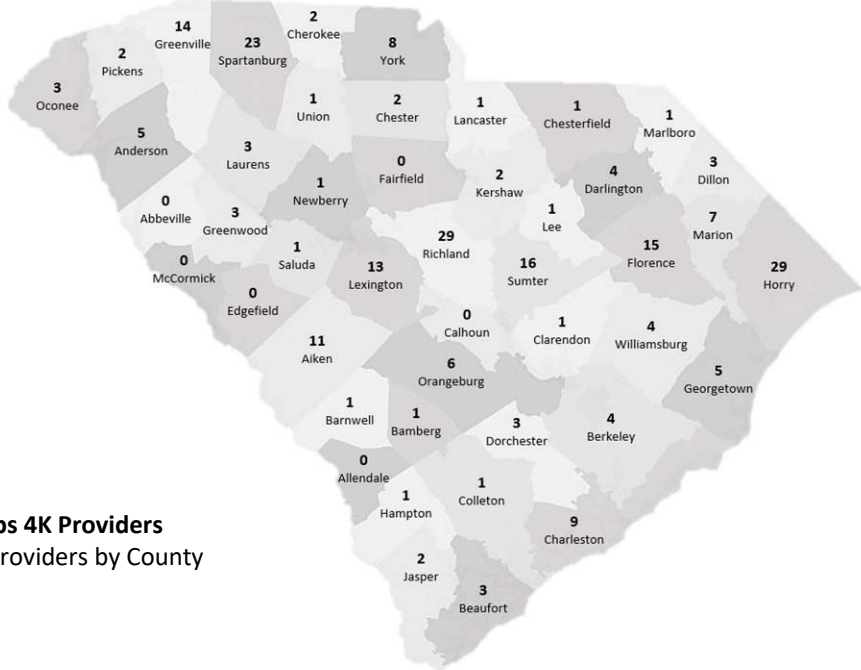 2
Cherokee
14
Greenville
23
Spartanburg
8
York
2
Pickens
3
Oconee
1
Union
2
Chester
1
Lancaster
1
Chesterfield
1
Marlboro
5
Anderson
3
Laurens
0
Fairfield
2
Kershaw
4
Darlington
3
Dillon
1
Newberry
0
Abbeville
3
Greenwood
1
Lee
7
Marion
29
Richland
15
Florence
1
Saluda
0
McCormick
13
Lexington
16
Sumter
29
Horry
0
Edgefield
0
Calhoun
1
Clarendon
4
Williamsburg
11
Aiken
6
Orangeburg
5
Georgetown
1
Barnwell
1
Bamberg
3
Dorchester
4
Berkeley
0
Allendale
1
Hampton
1
Colleton
9
Charleston
2
Jasper
3
Beaufort
4K Providers
by County